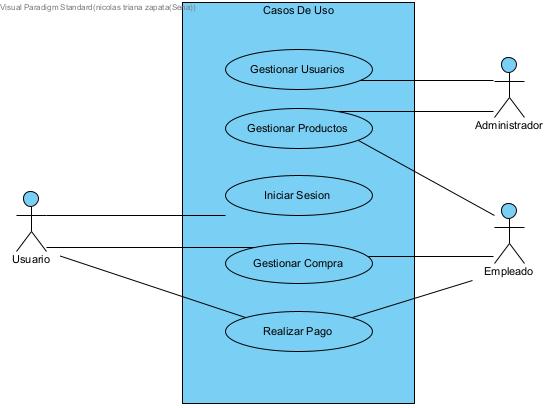 Visual Paradigm Standard(nicolas triana zapata(Sena))
Casos De Uso
Gestionar Usuarios
Gestionar Productos
Administrador
Iniciar Sesion
Usuario
Gestionar Compra
Empleado
Realizar Pago